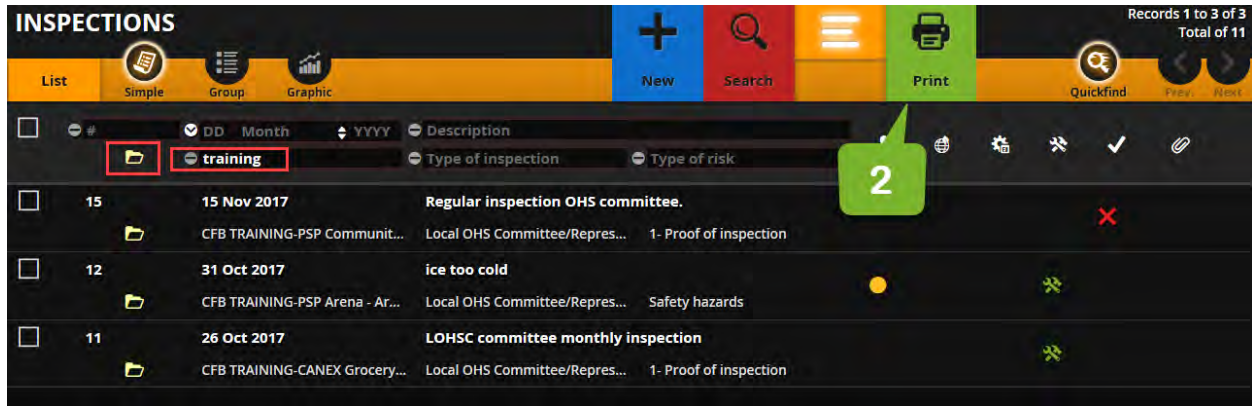 INSPECTIONS
Records 1 to 3 of 3
Total of 11
List
Simple
Group
Graphic
New
Search
Print
Quickfind
Prev.
Next
# DD Month YYYY Description
training Type of inspection Type of risk
2
15 15 Nov 2017 Regular inspection OHS committee.
CFB TRAINING-PSP Communit... Local OHS Committee/Repres... 1- Proof of inspection
12 31 Oct 2017 ice too cold
CFB TRAINING-PSP Arena - Ar... Local OHS Committee/Repres... Safety hazards
11 26 Oct 2017 LOHSC committee monthly inspection
CFB TRAINING-CANEX Grocery... Local OHS Committee/Repres... 1- Proof of inspection